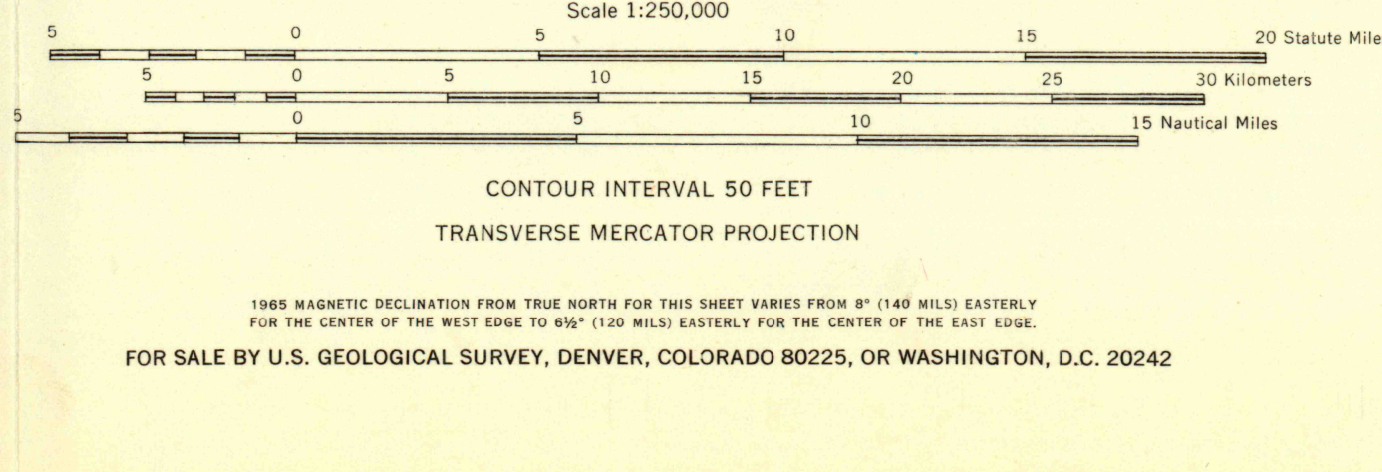 Scale 1:250,000
5 0 5 10 15 20 Statute Mile
5 0 5 10 15 20 25 30 Kilometers
5 0 5 10 15 Nautical Miles
CONTOUR INTERVAL 50 FEET
TRANSVERSE MERCATOR PROJECTION
1965 MAGNETIC DECLINATION FROM TRUE NORTH FOR THIS SHEET VARIES FROM 8° (140 MILS) EASTERLY
FOR THE CENTER OF THE WEST EDGE TO 6½° (120 MILS) EASTERLY FOR THE CENTER OF THE EAST EDGE.
FOR SALE BY U.S. GEOLOGICAL SURVEY, DENVER, COLORADO 80225, OR WASHINGTON, D.C. 20242